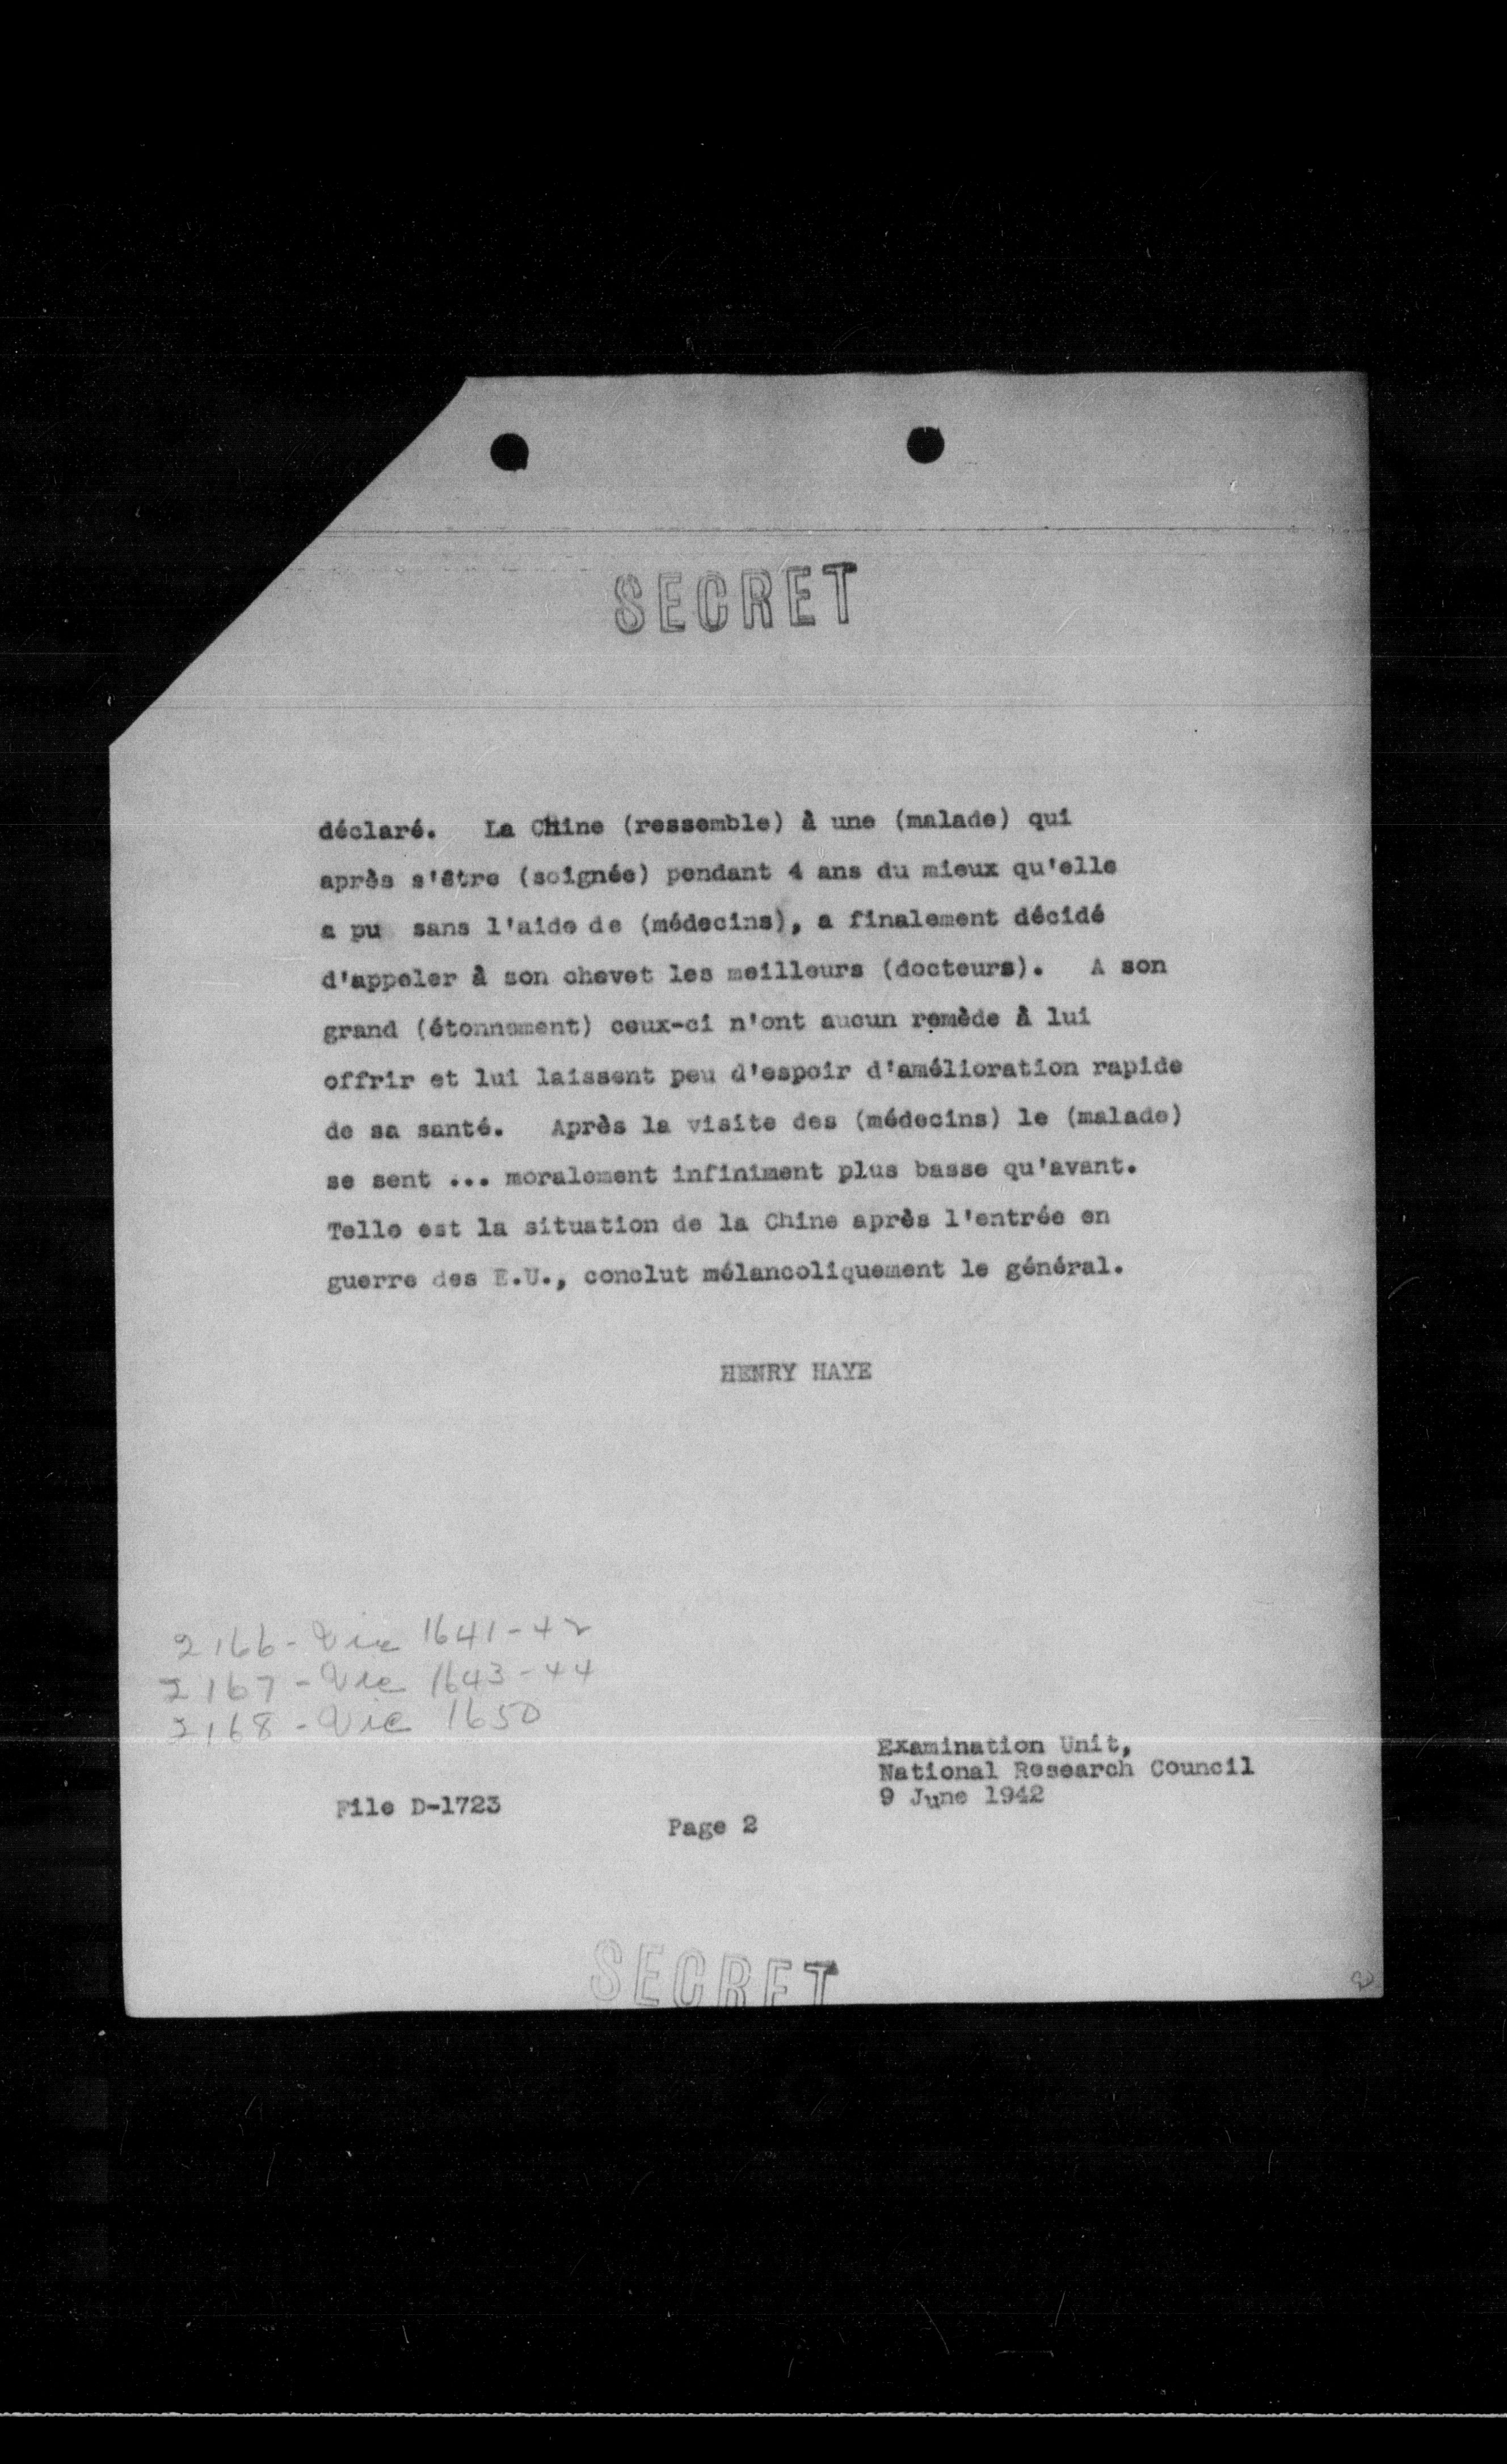 SECRET
déclaré. La Chine (ressemble) à une (malade) qui
après s'être (soignée) pendant 4 ans du mieux qu'elle
a pu sans l'aide de (médecins), a finalement décidé
d'appeler à son chevet les meilleurs (docteurs). A son
grand (étonnement) ceux-ci n'ont aucun remède à lui
offrir et lui laissent peu d'espoir d'amélioration rapide
de sa santé. Après la visite des (médecins) le (malade)
se sent ... moralement infiniment plus basse qu'avant.
Telle est la situation de la Chine après l'entrée en
guerre des E.U., conclut mélancoliquement le général.
HENRY HAYE
2166 - Vic 1641-42
2167 - Vic 1643-44
2168 - Vic 1650
Examination Unit,
National Research Council
9 June 1942
File D-1723
Page 2
SECRET